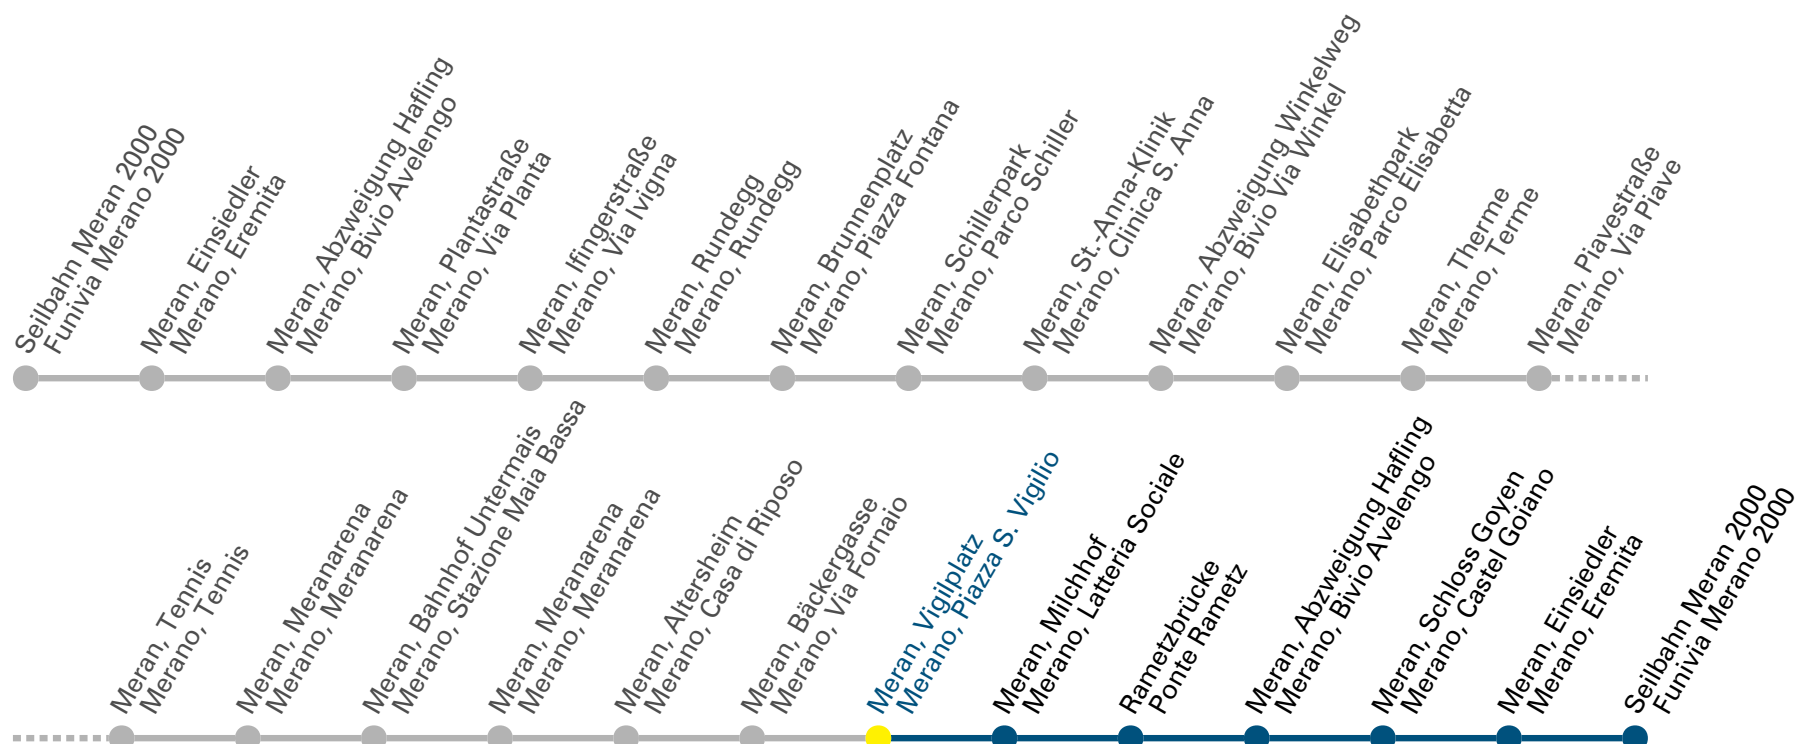 Seilbahn Meran 2000
Funivia Merano 2000
Meran, Einsiedler
Merano, Eremita
Meran, Abzweigung Hafling
Merano, Bivio Avelengo
Meran, Plantastraße
Merano, Via Planta
Meran, Ifingerstraße
Merano, Via Ivigna
Meran, Rundegg
Merano, Rundegg
Meran, Brunnenplatz
Merano, Piazza Fontana
Meran, Schillerpark
Merano, Parco Schiller
Meran, St.-Anna-Klinik
Merano, Clinica S. Anna
Meran, Abzweigung Winkelweg
Merano, Bivio Via Winkel
Meran, Elisabethpark
Merano, Parco Elisabetta
Meran, Therme
Merano, Terme
Meran, Piavestraße
Merano, Via Piave
Meran, Tennis
Merano, Tennis
Meran, Meranarena
Merano, Meranarena
Meran, Bahnhof Untermais
Merano, Stazione Maia Bassa
Meran, Meranarena
Merano, Meranarena
Meran, Altersheim
Merano, Casa di Riposo
Meran, Bäckergasse
Merano, Via Fornaio
Meran, Vigilplatz
Merano, Piazza S. Vigilio
Meran, Milchhof
Merano, Latteria Sociale
Rametzbrücke
Ponte Rametz
Meran, Abzweigung Hafling
Merano, Bivio Avelengo
Meran, Schloss Goyen
Merano, Castel Goiano
Meran, Einsiedler
Merano, Eremita
Seilbahn Meran 2000
Funivia Merano 2000